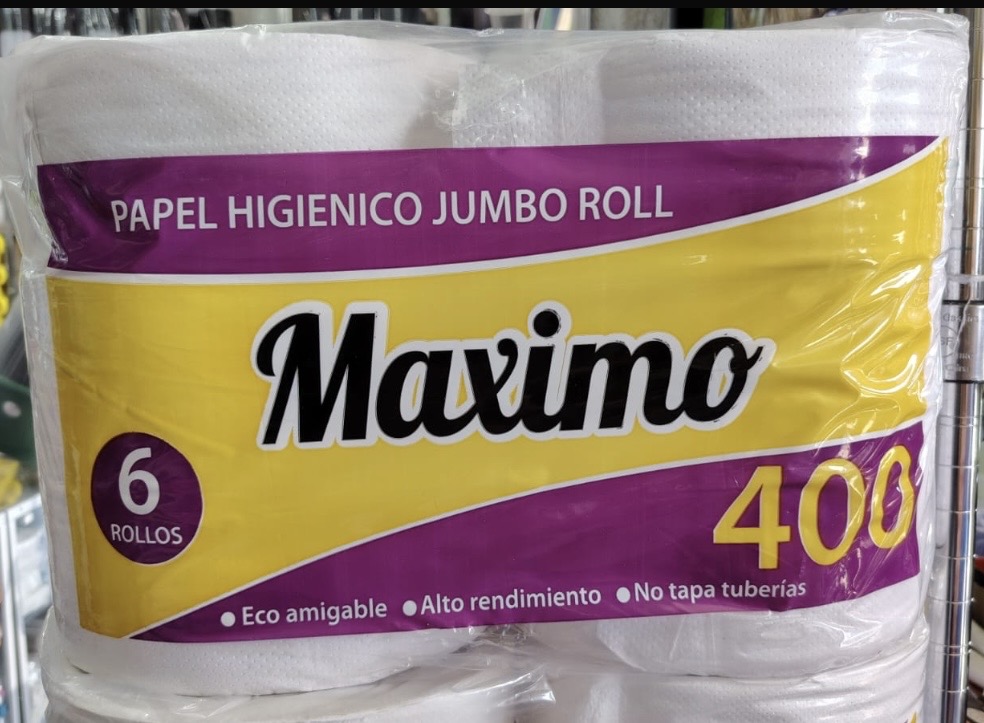 PAPEL HIGIENICO JUMBO ROLL
Maximo
6
ROLLOS
400
● Eco amigable ● Alto rendimiento ● No tapa tuberías